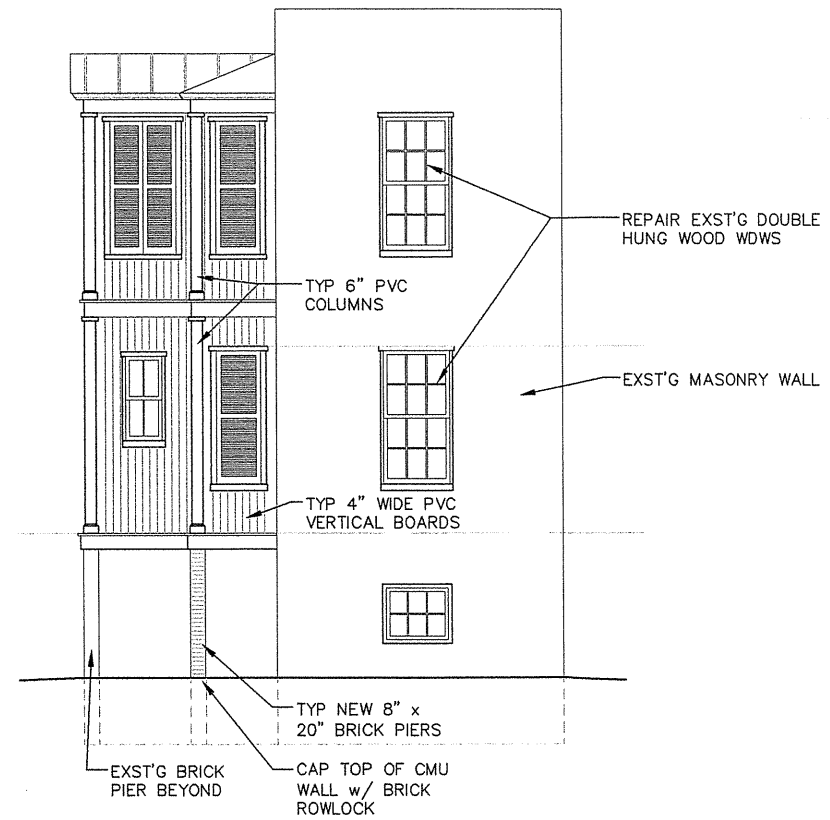 REPAIR EXST'G DOUBLE
HUNG WOOD WDWS
TYP 6" PVC
COLUMNS
EXST'G MASONRY WALL
TYP 4" WIDE PVC
VERTICAL BOARDS
TYP NEW 8" x
20" BRICK PIERS
EXST'G BRICK
PIER BEYOND
CAP TOP OF CMU
WALL w/ BRICK
ROWLOCK